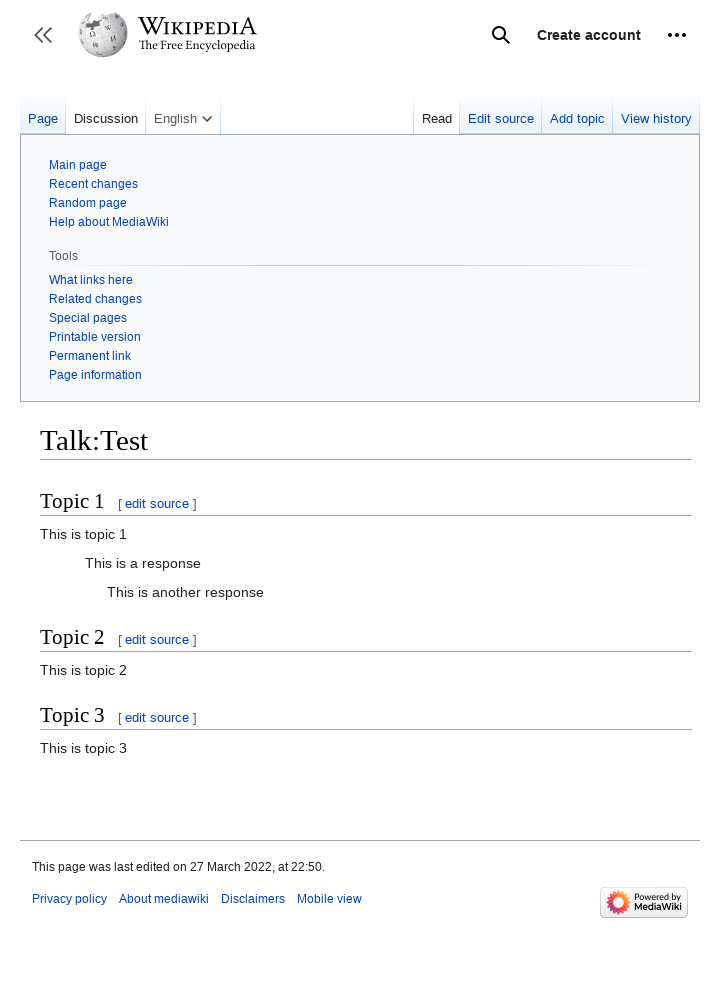 WIKIPEDIA
The Free Encyclopedia
Create account
Page Discussion English Read Edit source Add topic View history
Main page
Recent changes
Random page
Help about MediaWiki
Tools
What links here
Related changes
Special pages
Printable version
Permanent link
Page information
Talk:Test
Topic 1 [ edit source ]
This is topic 1
This is a response
This is another response
Topic 2 [ edit source ]
This is topic 2
Topic 3 [ edit source ]
This is topic 3
This page was last edited on 27 March 2022, at 22:50.
Privacy policy About mediawiki Disclaimers Mobile view
Powered by
MediaWiki